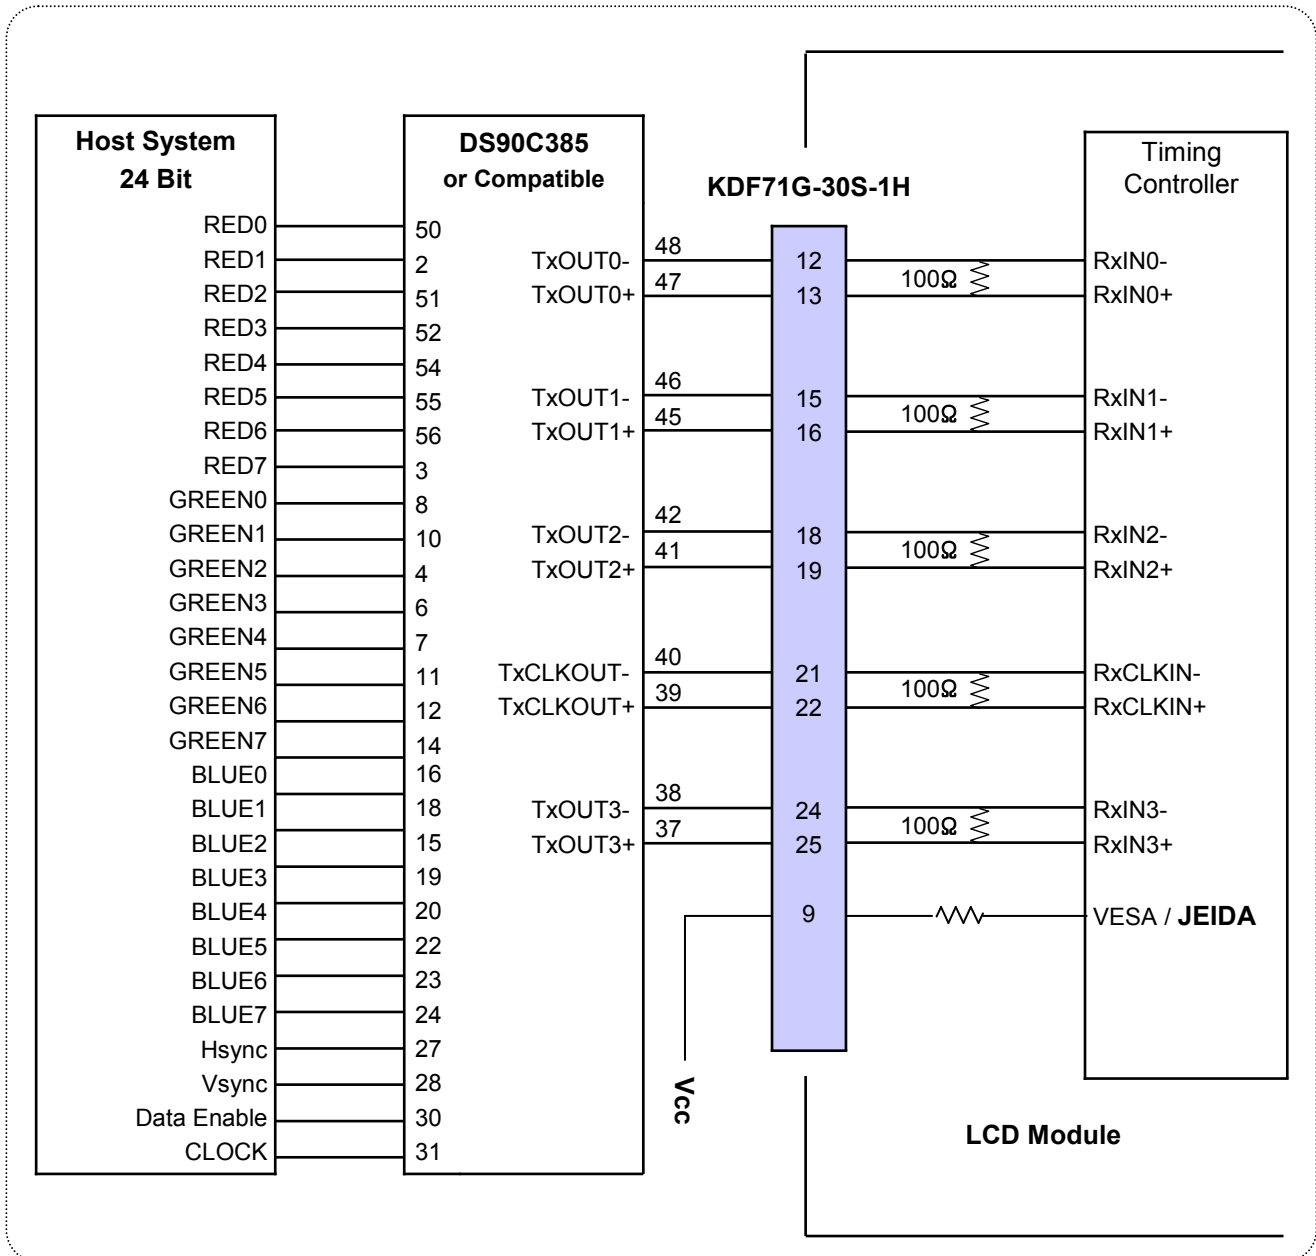 Host System
24 Bit
RED0
RED1
RED2
RED3
RED4
RED5
RED6
RED7
GREEN0
GREEN1
GREEN2
GREEN3
GREEN4
GREEN5
GREEN6
GREEN7
BLUE0
BLUE1
BLUE2
BLUE3
BLUE4
BLUE5
BLUE6
BLUE7
Hsync
Vsync
Data Enable
CLOCK
DS90C385
or Compatible
50
2
51
52
54
55
56
3
8
10
4
6
7
11
12
14
16
18
15
19
20
22
23
24
27
28
30
31
TxOUT0-
TxOUT0+
TxOUT1-
TxOUT1+
TxOUT2-
TxOUT2+
TxCLKOUT-
TxCLKOUT+
TxOUT3-
TxOUT3+
48
47
46
45
42
41
40
39
38
37
Vcc
KDF71G-30S-1H
12
13
15
16
18
19
21
22
24
25
9
100Ω
100Ω
100Ω
100Ω
100Ω
Timing
Controller
RxIN0-
RxIN0+
RxIN1-
RxIN1+
RxIN2-
RxIN2+
RxCLKIN-
RxCLKIN+
RxIN3-
RxIN3+
VESA / JEIDA
LCD Module